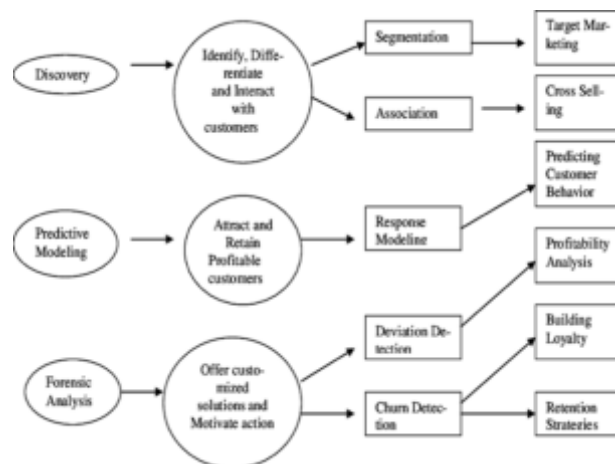 Discovery
Identify, Diffe-
rentiate
and Interact
with
customers
Segmentation
Target Mar-
keting
Association
Cross Sell-
ing
Predictive
Modeling
Attract and
Retain
Profitable
customers
Response
Modeling
Predicting
Customer
Behavior
Profitability
Analysis
Forensic
Analysis
Offer custo-
mized
solutions and
Motivate action
Deviation De-
tection
Churn Detec-
tion
Building
Loyalty
Retention
Strategies